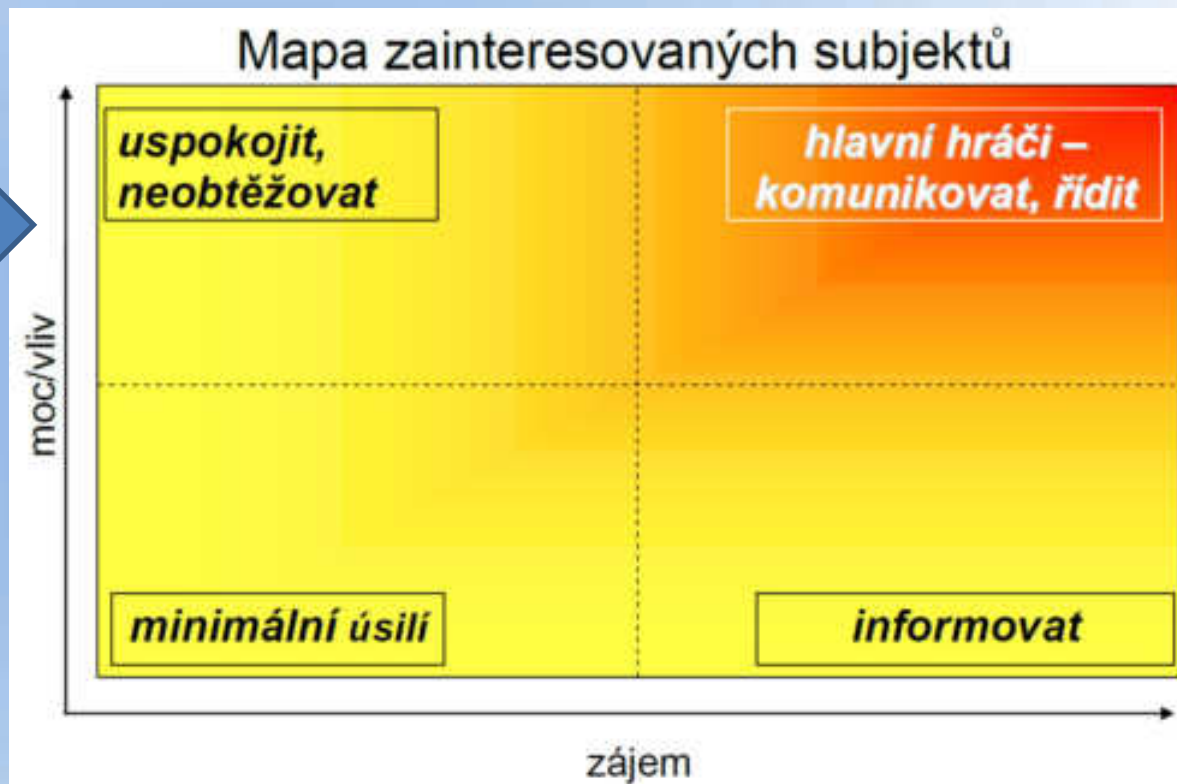 Mapa zainteresovaných subjektů
uspokojit,
neobtěžovat
hlavní hráči –
komunikovat, řídit
moc/vliv
minimální úsilí
informovat
zájem